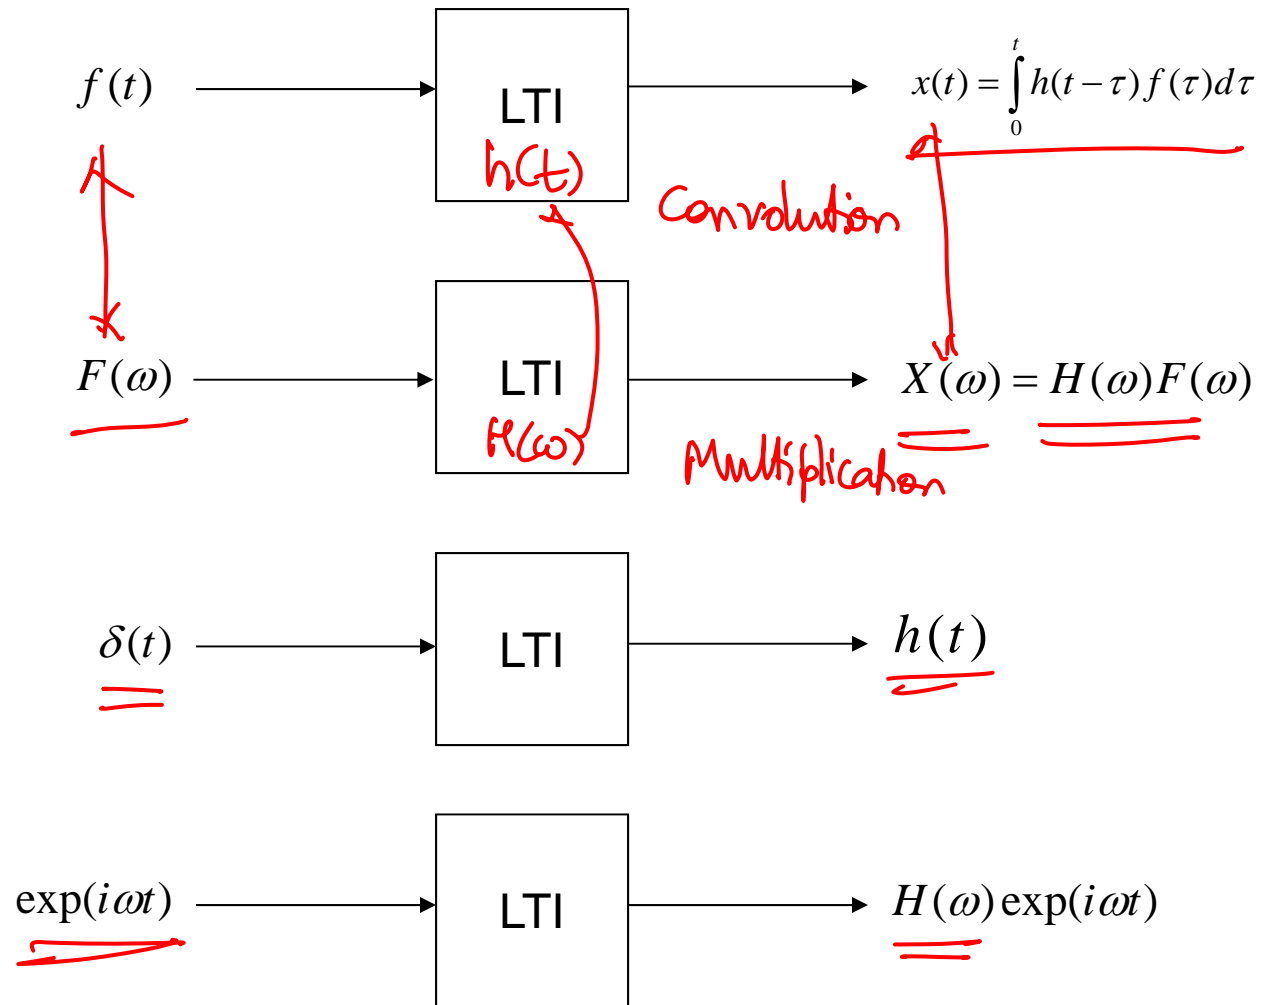 f(t) LTI x(t) = ∫₀ᵗ h(t − τ) f(τ)dτ
h(t)
Convolution
F(ω) LTI X(ω) = H(ω)F(ω)
H(ω)
Multiplication
δ(t) LTI h(t)
exp(iωt) LTI H(ω)exp(iωt)